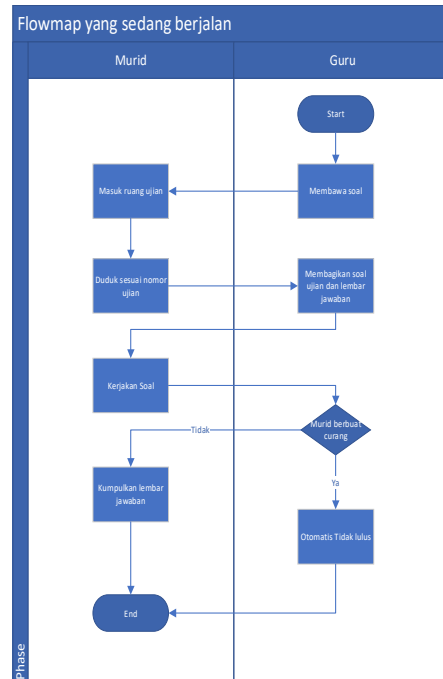 Flowmap yang sedang berjalan
Murid
Guru
Start
Masuk ruang ujian
Membawa soal
Duduk sesuai nomor
ujian
Membagikan soal
ujian dan lembar
jawaban
Kerjakan Soal
Murid berbuat
curang
Tidak
Kumpulkan lembar
jawaban
Ya
Otomatis Tidak lulus
End
Phase